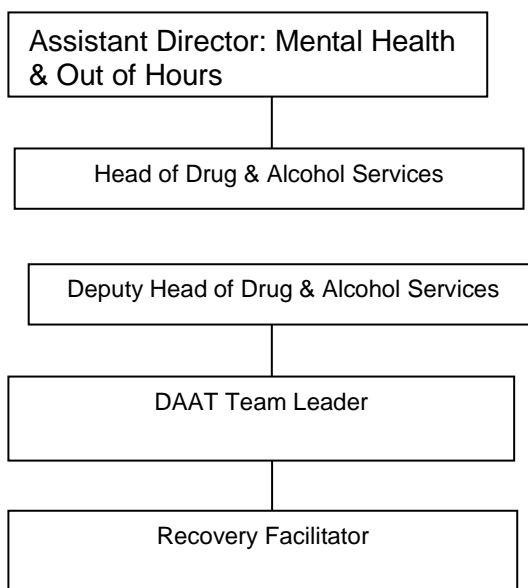 Assistant Director: Mental Health
& Out of Hours
Head of Drug & Alcohol Services
Deputy Head of Drug & Alcohol Services
DAAT Team Leader
Recovery Facilitator